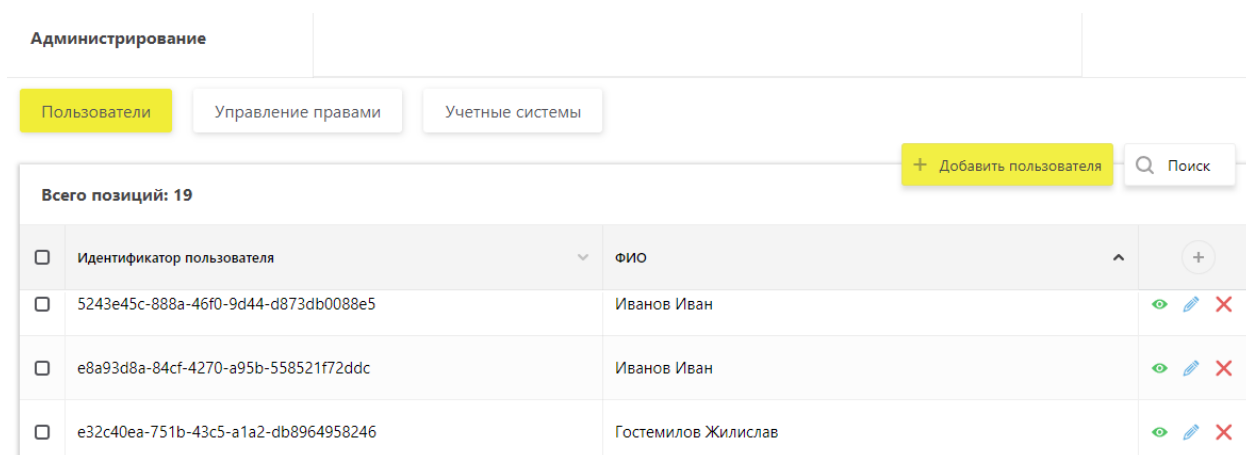 Администрирование
Пользователи Управление правами Учетные системы
+ Добавить пользователя Поиск
Всего позиций: 19
Идентификатор пользователя ФИО
5243e45c-888a-46f0-9d44-d873db0088e5 Иванов Иван
e8a93d8a-84cf-4270-a95b-558521f72ddc Иванов Иван
e32c40ea-751b-43c5-a1a2-db8964958246 Гостемилов Жилислав